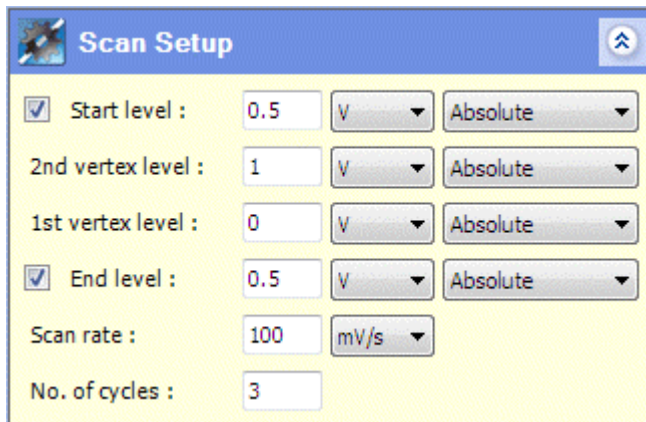 Scan Setup
Start level : 0.5 V Absolute
2nd vertex level : 1 V Absolute
1st vertex level : 0 V Absolute
End level : 0.5 V Absolute
Scan rate : 100 mV/s
No. of cycles : 3